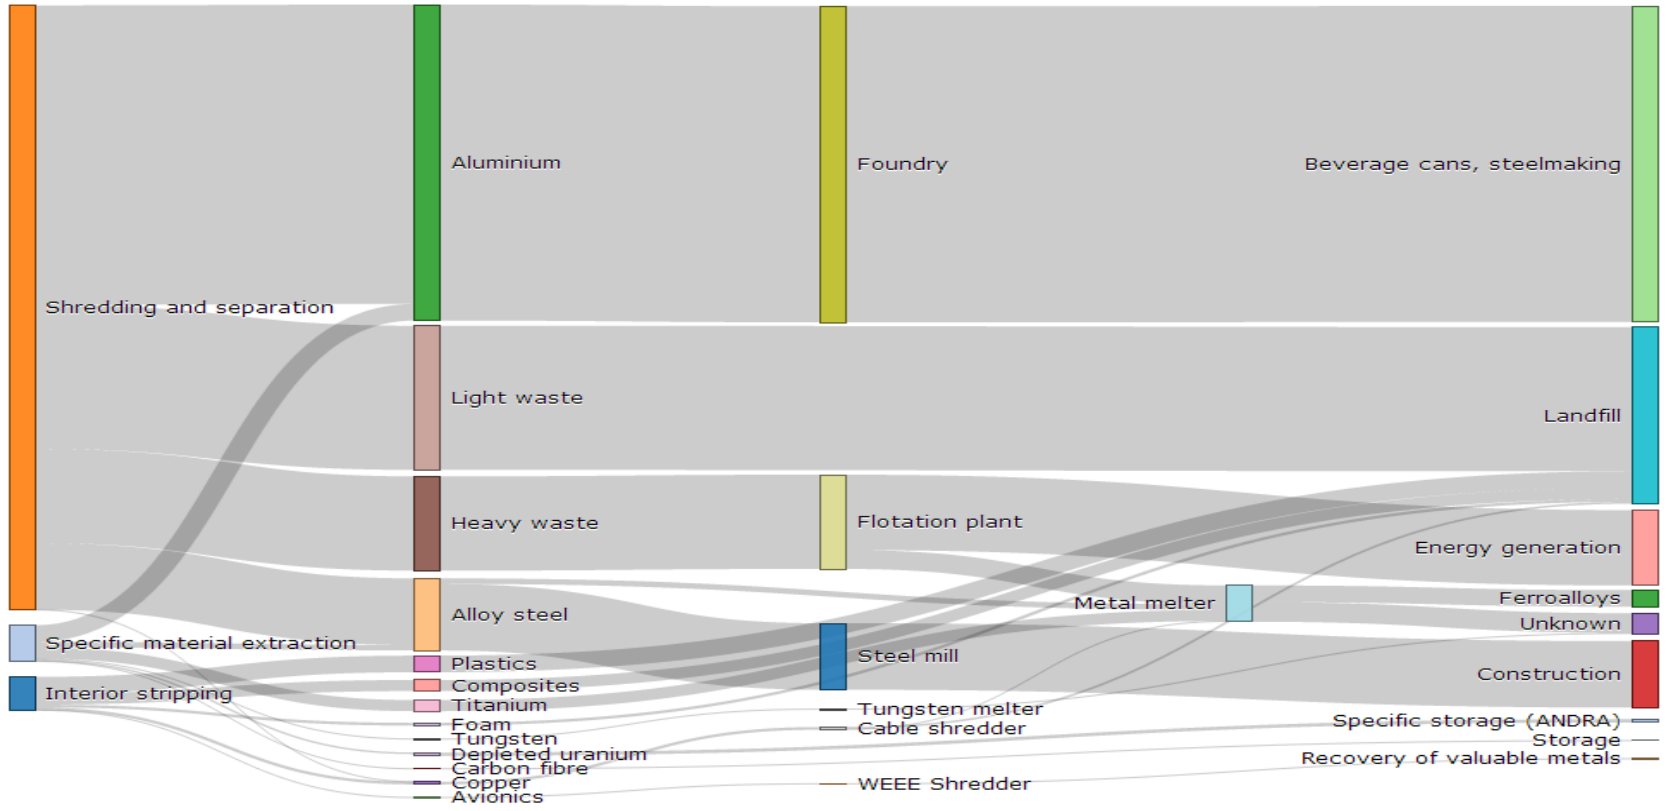 Shredding and separation
Specific material extraction
Interior stripping
Aluminium
Light waste
Heavy waste
Alloy steel
Plastics
Composites
Titanium
Foam
Tungsten
Depleted uranium
Carbon fibre
Copper
Avionics
Foundry
Flotation plant
Steel mill
Tungsten melter
Cable shredder
WEEE Shredder
Metal melter
Beverage cans, steelmaking
Landfill
Energy generation
Ferroalloys
Unknown
Construction
Specific storage (ANDRA)
Storage
Recovery of valuable metals